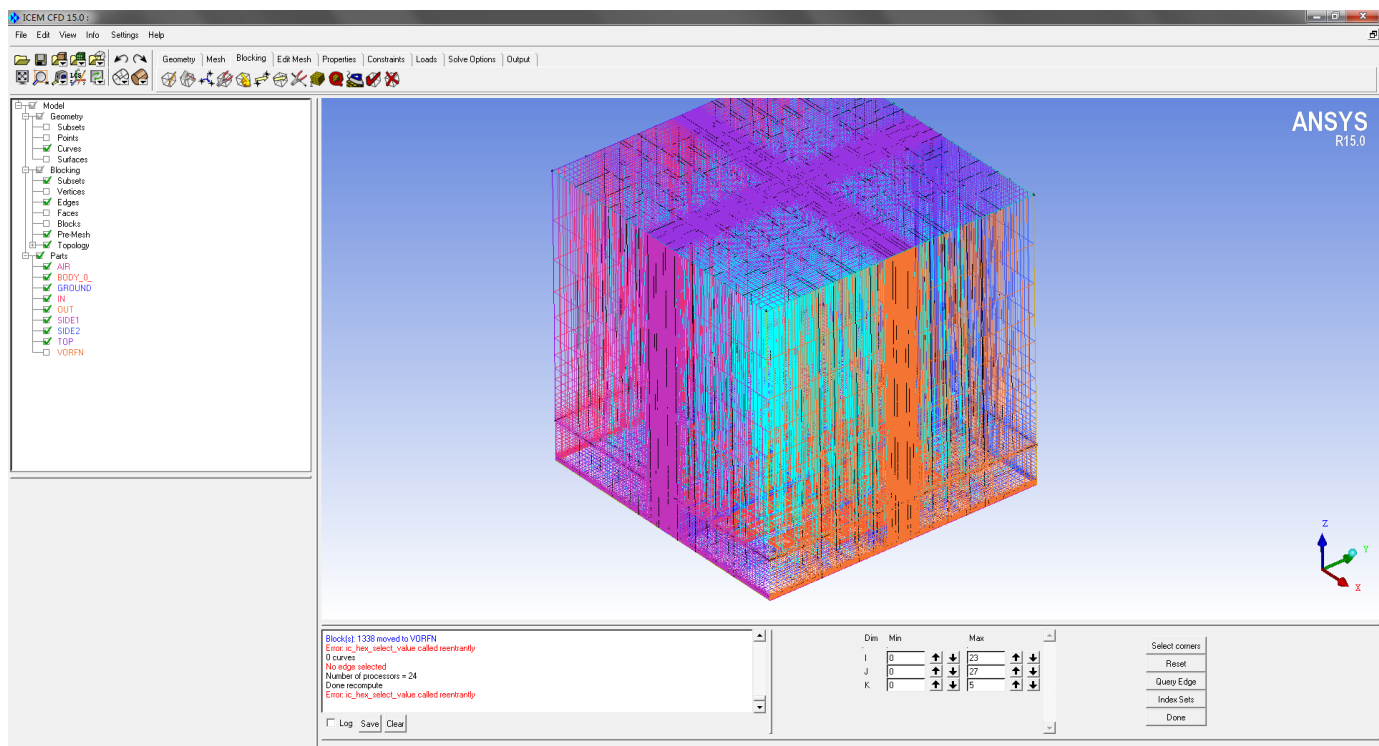 ICEM CFD 15.0 :
File Edit View Info Settings Help
Geometry Mesh Blocking Edit Mesh Properties Constraints Loads Solve Options Output
Model
Geometry
Subsets
Points
Curves
Surfaces
Blocking
Subsets
Vertices
Edges
Faces
Blocks
Pre-Mesh
Topology
Parts
AIR
BODY_0_
GROUND
IN
OUT
SIDE1
SIDE2
TOP
VORFN
ANSYS
R15.0
Z
Y
X
Block(s): 1338 moved to VORFN
Error: ic_hex_select_value called reentrantly
0 curves
No edge selected
Number of processors = 24
Done recompute
Error: ic_hex_select_value called reentrantly
Log Save Clear
Dim Min Max
I 0 23
J 0 27
K 0 5
Select corners
Reset
Query Edge
Index Sets
Done